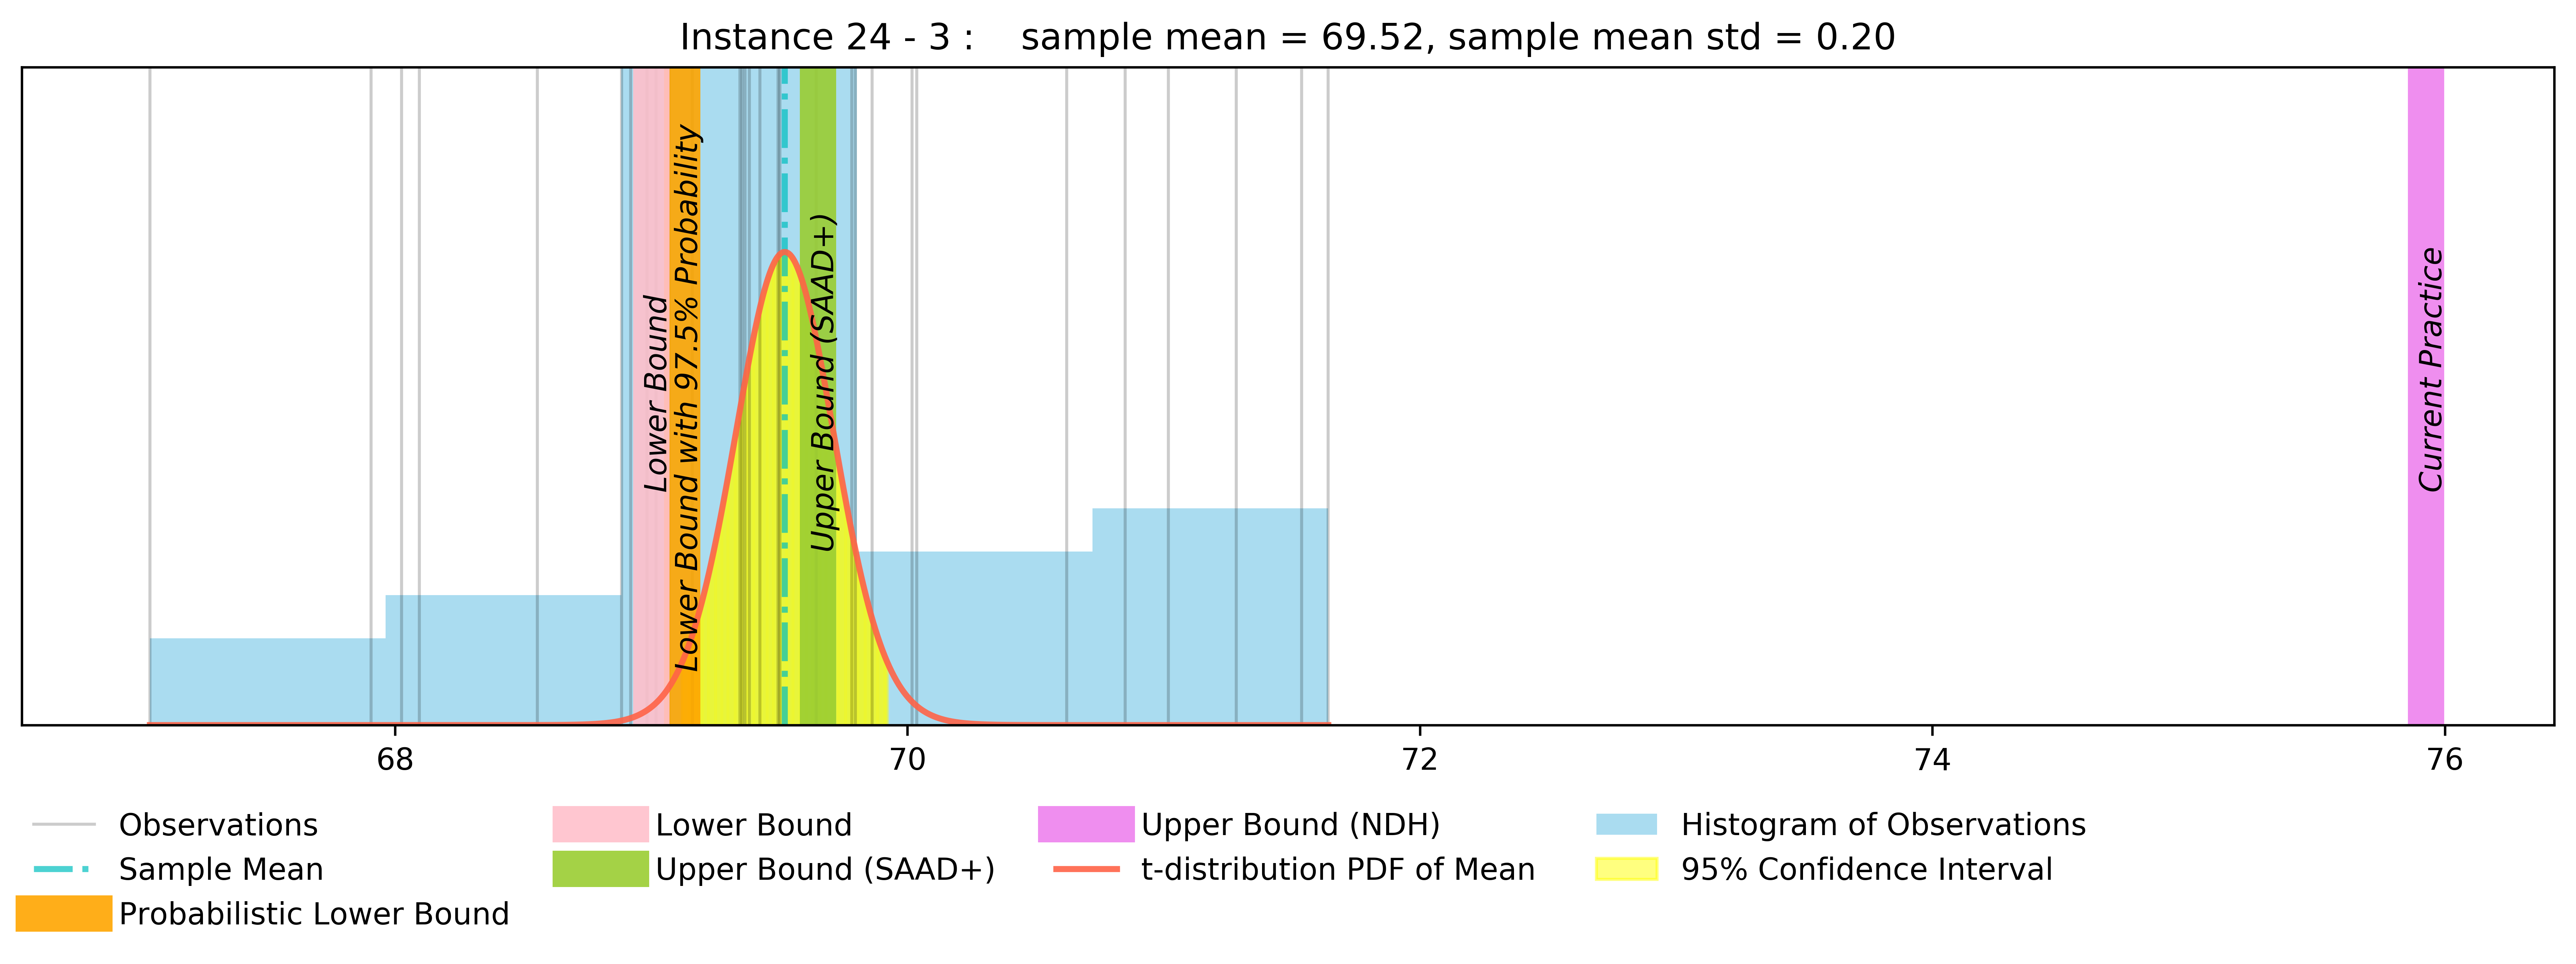 Instance 24 - 3 :    sample mean = 69.52, sample mean std = 0.20
Lower Bound
Lower Bound with 97.5% Probability
Upper Bound (SAAD+)
Current Practice
68
70
72
74
76
Observations
Sample Mean
Probabilistic Lower Bound
Lower Bound
Upper Bound (SAAD+)
Upper Bound (NDH)
t-distribution PDF of Mean
Histogram of Observations
95% Confidence Interval